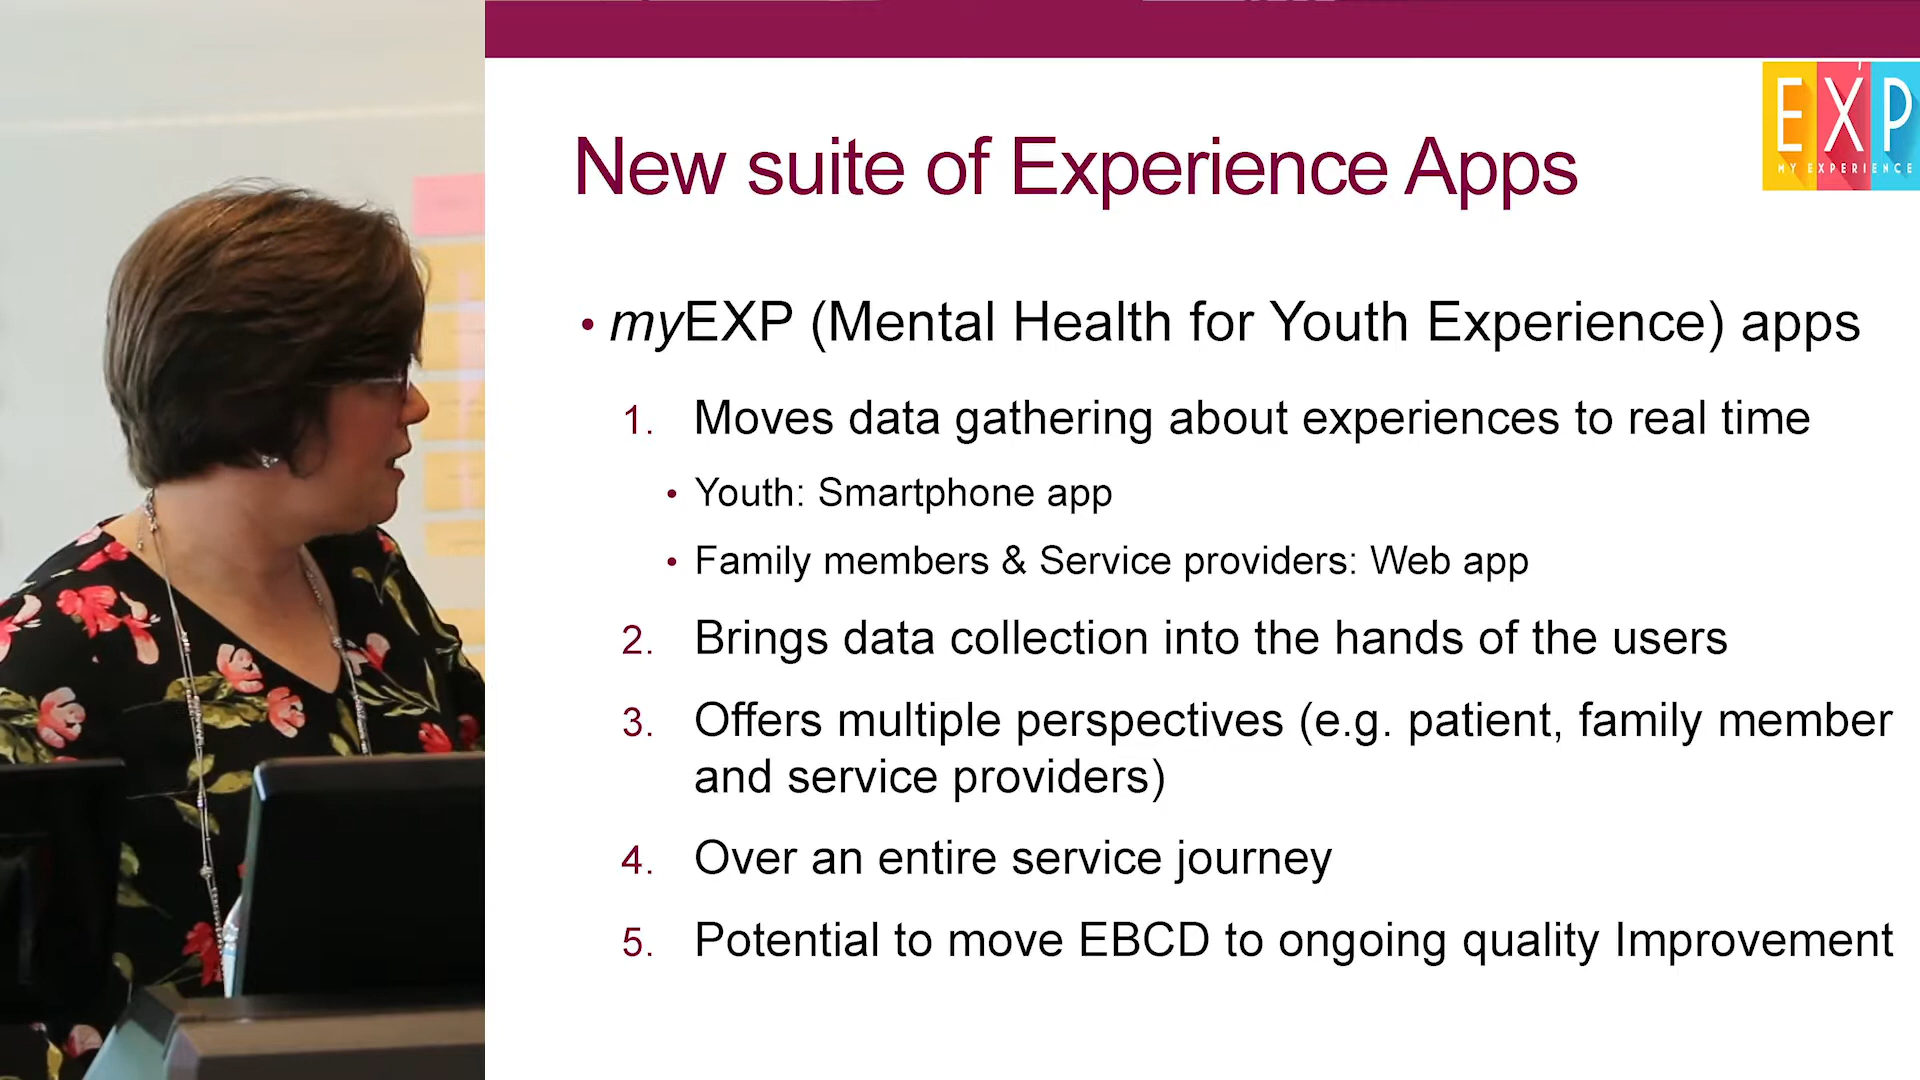 EXP
MY EXPERIENCE
New suite of Experience Apps
• myEXP (Mental Health for Youth Experience) apps
1. Moves data gathering about experiences to real time
• Youth: Smartphone app
• Family members & Service providers: Web app
2. Brings data collection into the hands of the users
3. Offers multiple perspectives (e.g. patient, family member
and service providers)
4. Over an entire service journey
5. Potential to move EBCD to ongoing quality Improvement